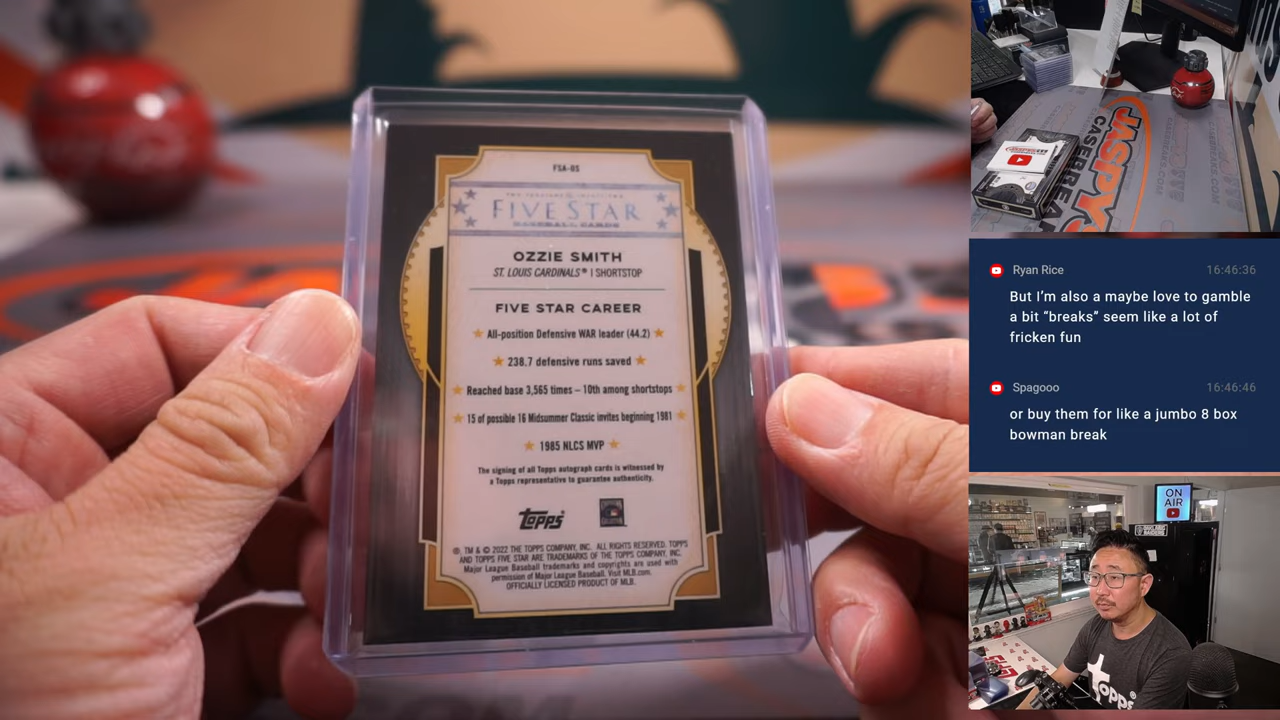 FSA-OS
FIVE STAR
BASEBALL CARDS
OZZIE SMITH
ST. LOUIS CARDINALS® | SHORTSTOP
FIVE STAR CAREER
All-position Defensive WAR leader (44.2)
238.7 defensive runs saved
Reached base 3,565 times – 10th among shortstops
15 of possible 16 Midsummer Classic invites beginning 1981
1985 NLCS MVP
The signing of all Topps autograph cards is witnessed by
a Topps representative to guarantee authenticity.
Topps
®, TM & © 2022 THE TOPPS COMPANY, INC. ALL RIGHTS RESERVED. TOPPS
AND TOPPS FIVE STAR ARE TRADEMARKS OF THE TOPPS COMPANY, INC.
Major League Baseball trademarks and copyrights are used with
permission of Major League Baseball. Visit MLB.com.
OFFICIALLY LICENSED PRODUCT OF MLB.
JASPY'S
CASEBREA
Ryan Rice 16:46:36
But I'm also a maybe love to gamble
a bit “breaks” seem like a lot of
fricken fun
Spagooo 16:46:46
or buy them for like a jumbo 8 box
bowman break
ON
AIR
Topps